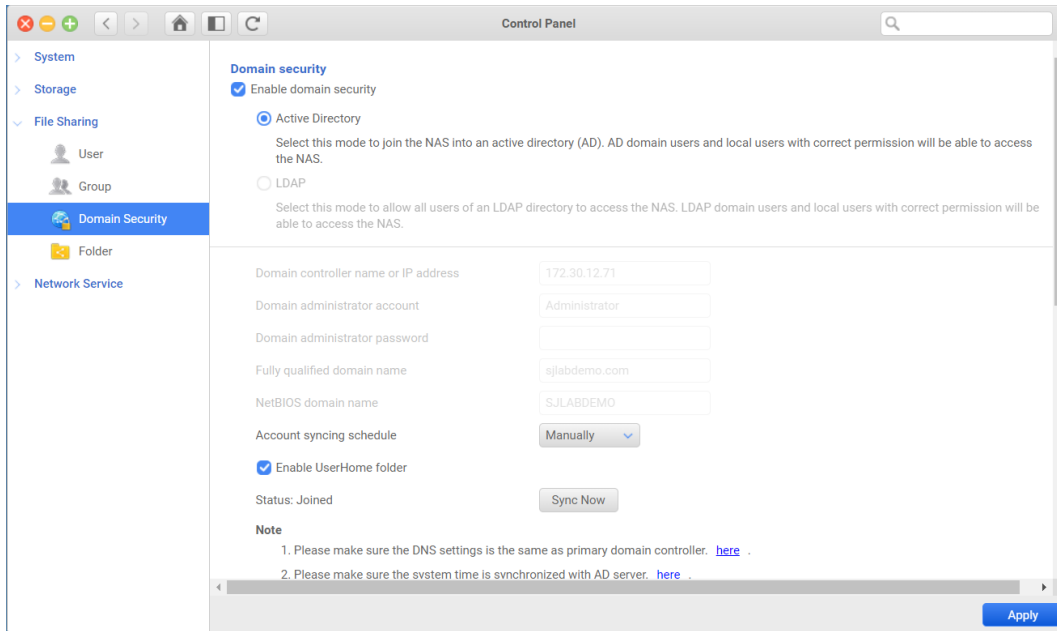 Control Panel
System
Storage
File Sharing
User
Group
Domain Security
Folder
Network Service
Domain security
Enable domain security
Active Directory
Select this mode to join the NAS into an active directory (AD). AD domain users and local users with correct permission will be able to access
the NAS.
LDAP
Select this mode to allow all users of an LDAP directory to access the NAS. LDAP domain users and local users with correct permission will be
able to access the NAS.
Domain controller name or IP address 172.30.12.71
Domain administrator account Administrator
Domain administrator password
Fully qualified domain name sjlabdemo.com
NetBIOS domain name SJLABDEMO
Account syncing schedule Manually
Enable UserHome folder
Status: Joined Sync Now
Note
1. Please make sure the DNS settings is the same as primary domain controller. here .
2. Please make sure the system time is synchronized with AD server. here .
Apply